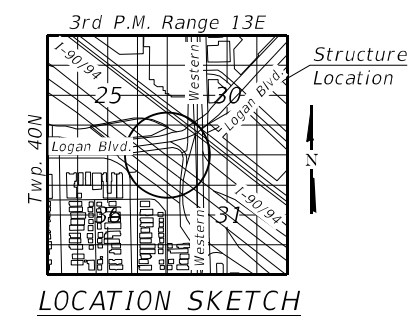 3rd P.M. Range 13E
Structure
Location
I-90/94
Western
25
30
Logan Blvd.
Logan Blvd.
Twp. 40N
N
I-90/94
36
31
Western
LOCATION SKETCH